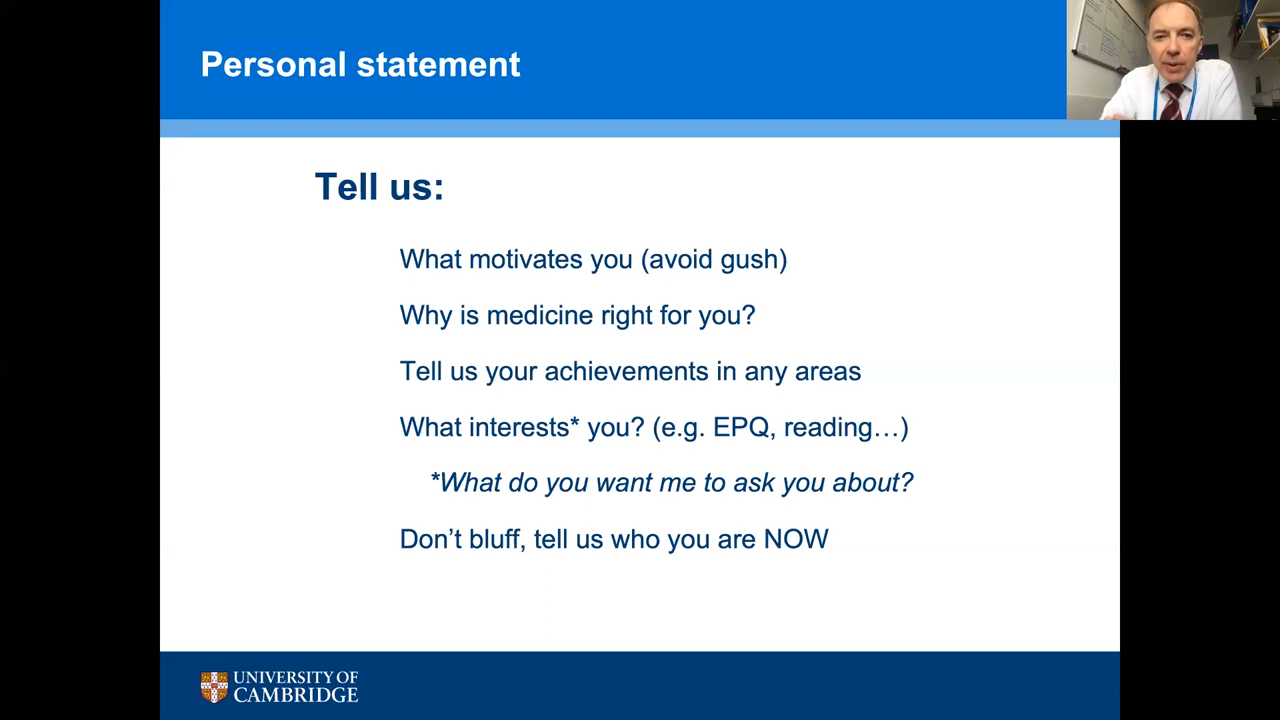 Personal statement
Tell us:
What motivates you (avoid gush)
Why is medicine right for you?
Tell us your achievements in any areas
What interests* you? (e.g. EPQ, reading…)
*What do you want me to ask you about?
Don’t bluff, tell us who you are NOW
UNIVERSITY OF
CAMBRIDGE